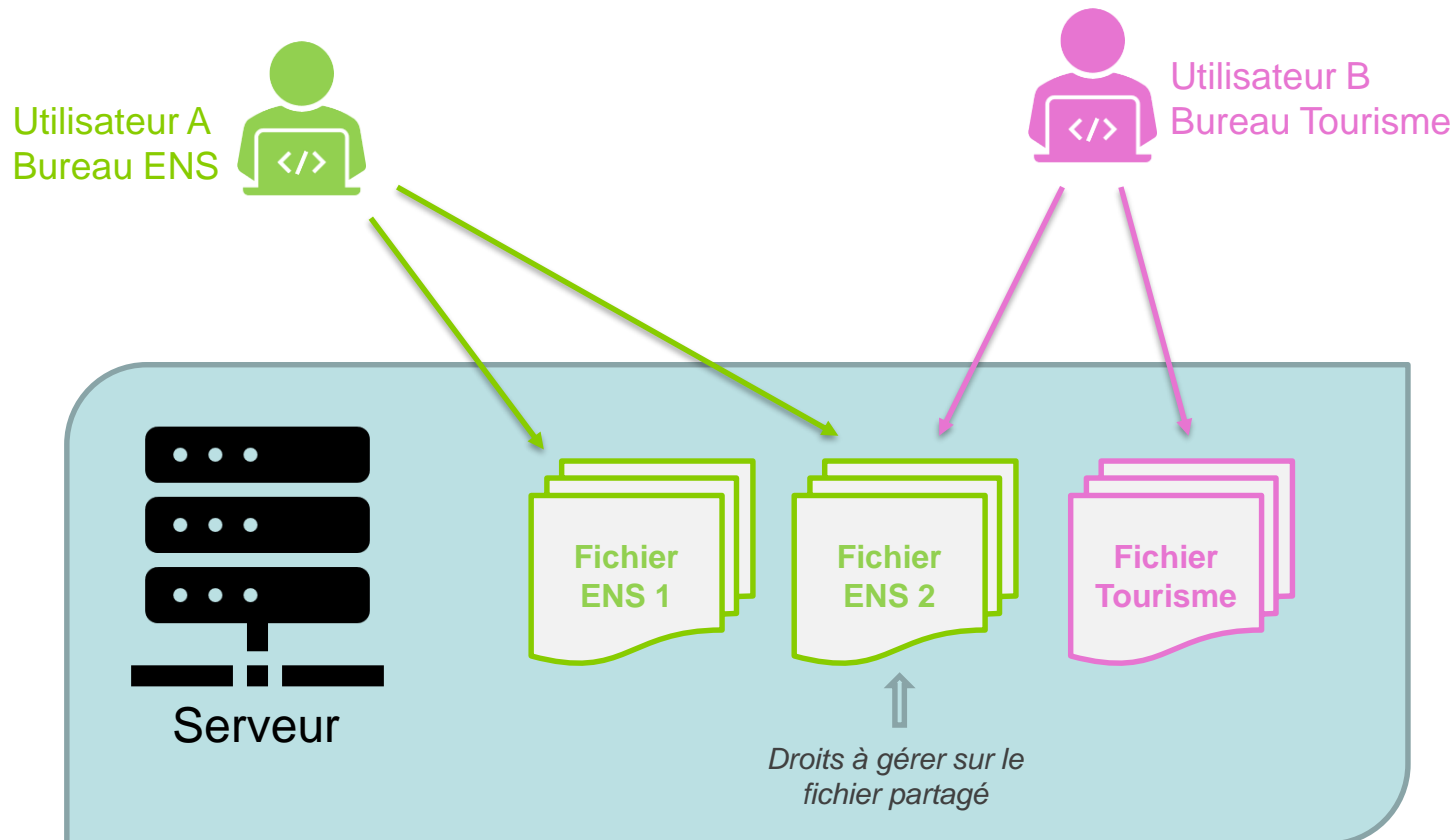 Utilisateur A
Bureau ENS
</>
Utilisateur B
Bureau Tourisme
</>
Fichier
ENS 1
Fichier
ENS 2
Fichier
Tourisme
Serveur
Droits à gérer sur le
fichier partagé